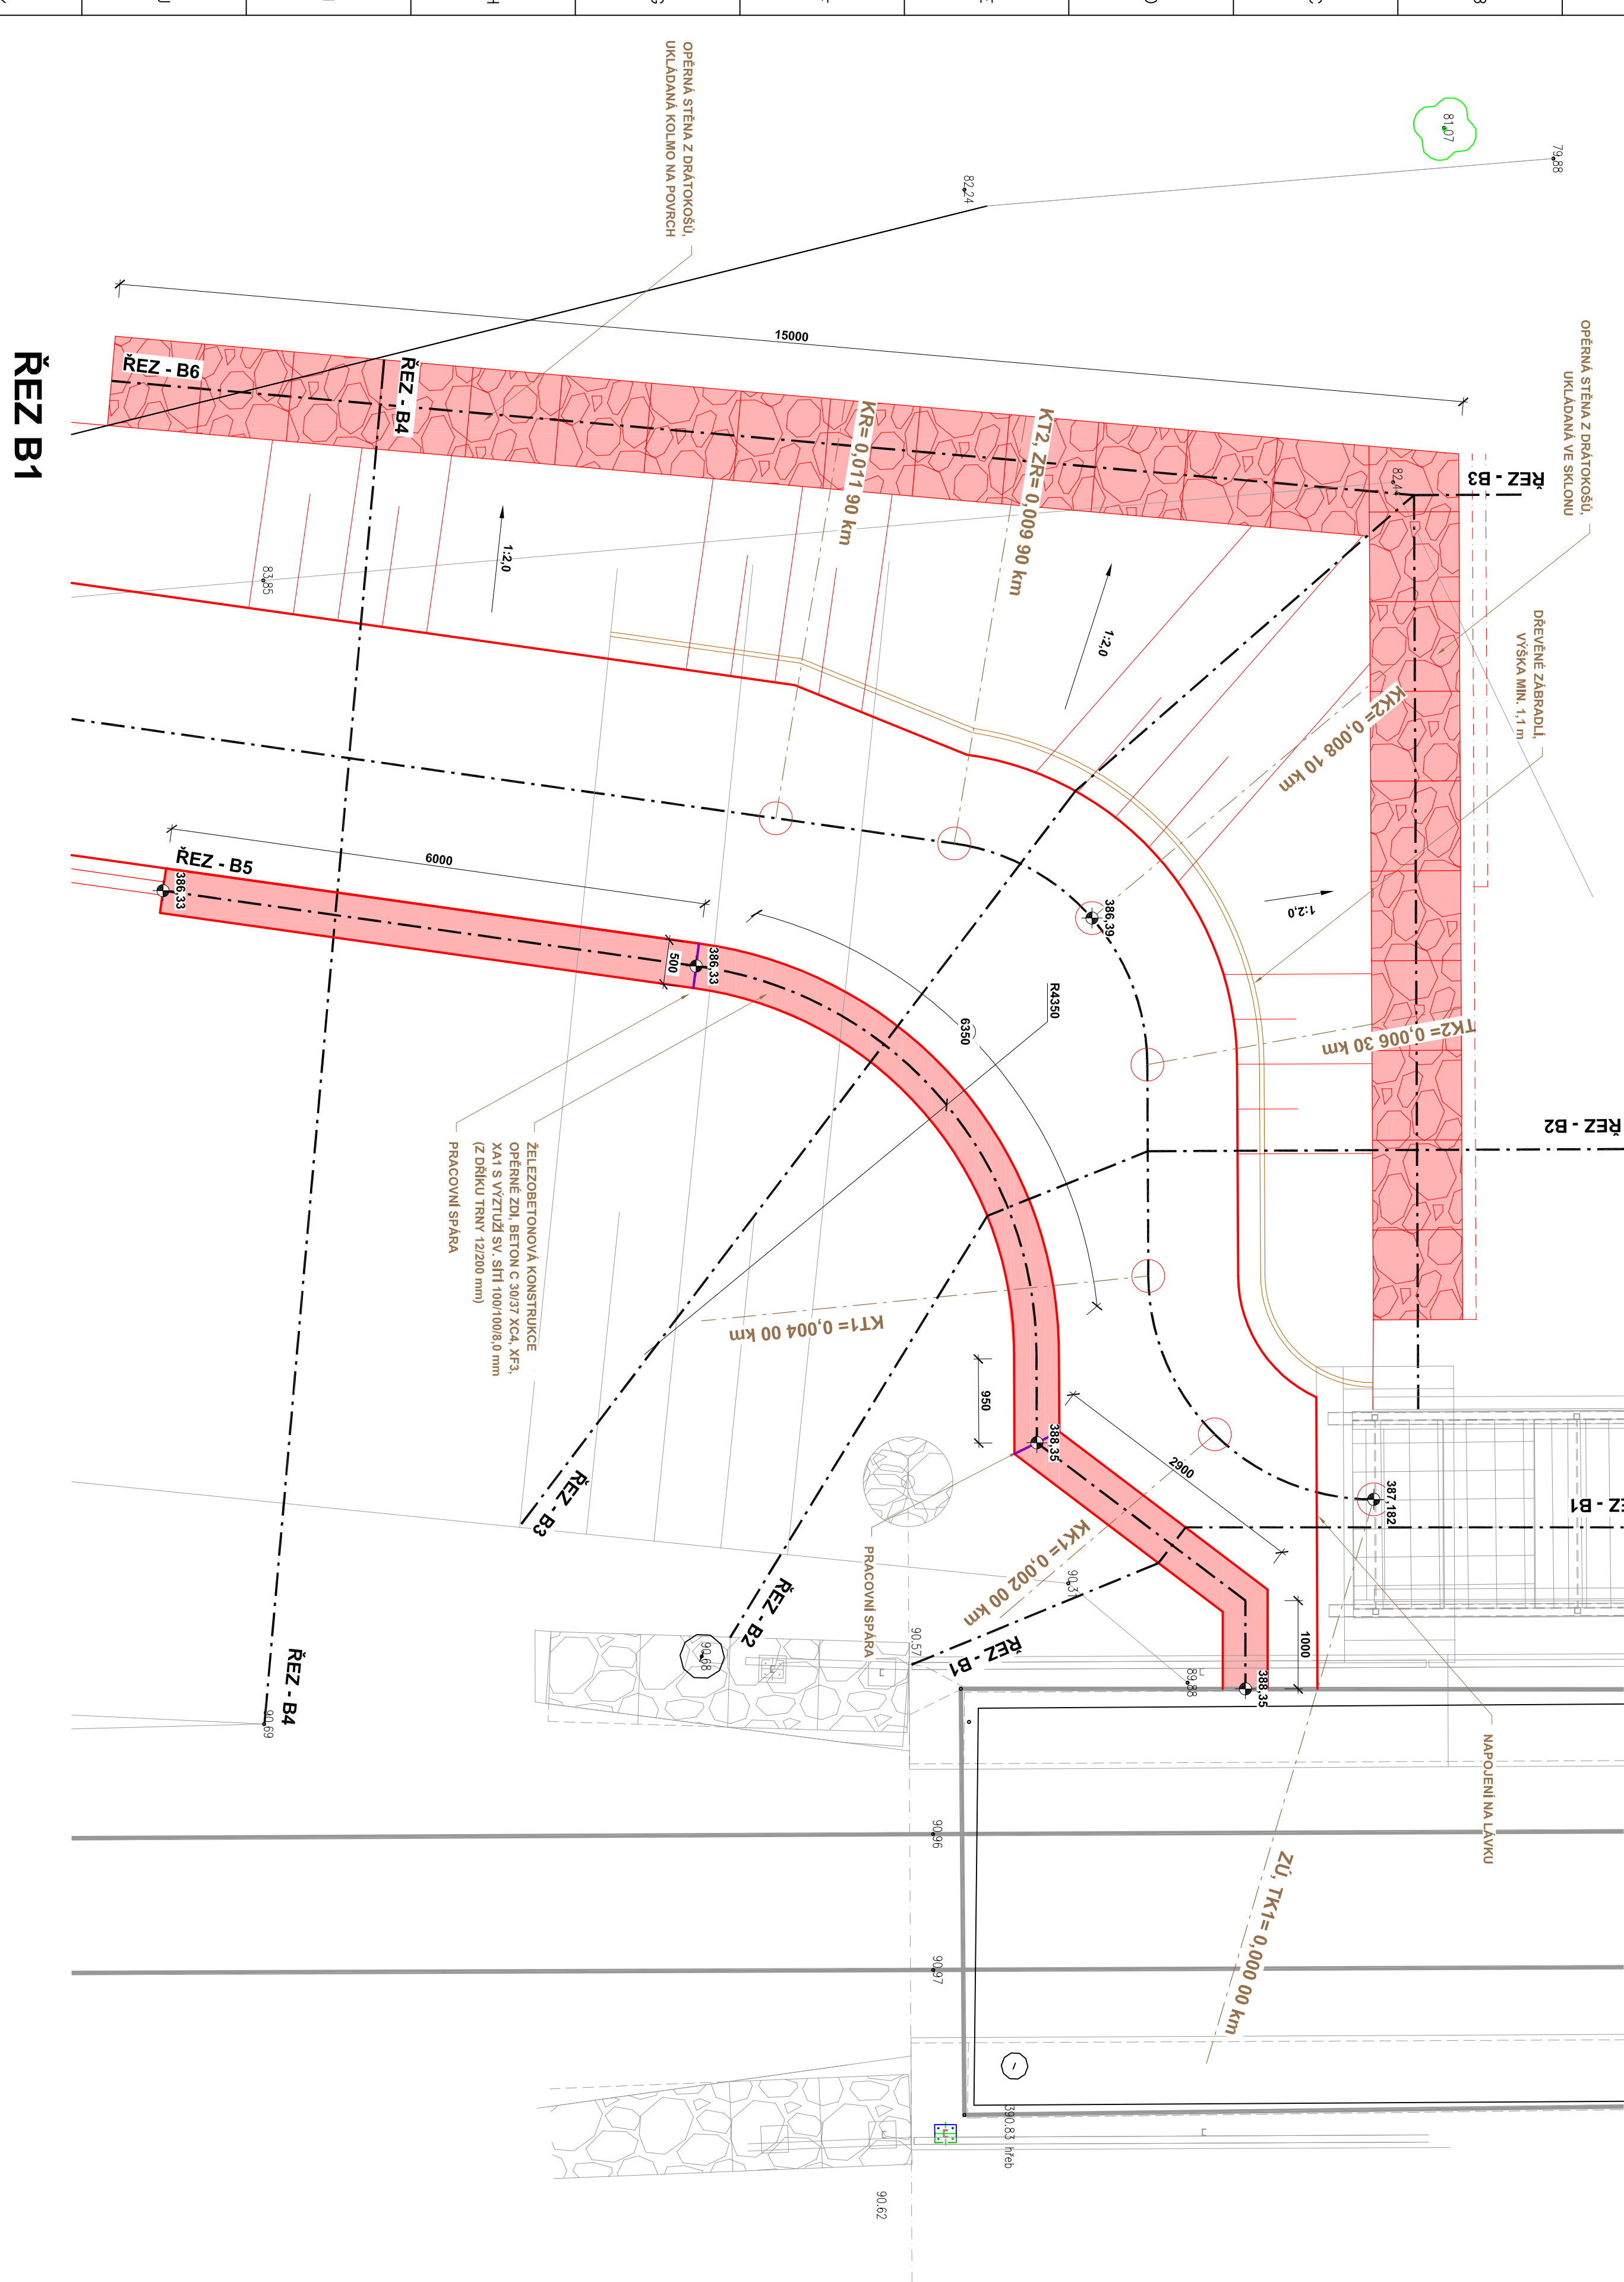 B
C
D
E
F
G
H
I
J
OPĚRNÁ STĚNA Z DRÁTOKOŠŮ,
UKLÁDANÁ KOLMO NA POVRCH
81.07
79.88
82.24
15000
OPĚRNÁ STĚNA Z DRÁTOKOŠŮ,
UKLÁDANÁ VE SKLONU
ŘEZ B1
ŘEZ - B6
ŘEZ - B4
KR= 0,011 90 km
KT2, ZR= 0,009 90 km
82.4
ŘEZ - B3
1:2,0
83.85
1:2,0
DŘEVĚNÉ ZÁBRADLÍ,
VÝŠKA MIN. 1,1 m
KK2= 0,008 10 km
6000
ŘEZ - B5
386,33
386,39
1:2,0
386,33
500
R4350
6350
TK2= 0,006 30 km
ŘEZ - B2
ŽELEZOBETONOVÁ KONSTRUKCE
OPĚRNÉ ZDI, BETON C 30/37 XC4, XF3,
XA1 S VÝZTUŽÍ SV. SÍTÍ 100/100/8,0 mm
(Z DŘÍKU TRNY 12/200 mm)
PRACOVNÍ SPÁRA
KT1= 0,004 00 km
950
388,35
2900
387,182
ŘEZ - B3
PRACOVNÍ SPÁRA
KK1= 0,002 00 km
90.37
ŘEZ - B2
ŘEZ - B1
90.57
90.68
1000
388,35
89.88
ŘEZ - B4
90.69
NAPOJENÍ NA LÁVKU
90.96
ZÚ, TK1= 0,000 00 km
90.97
390.83 hřeb
90.62